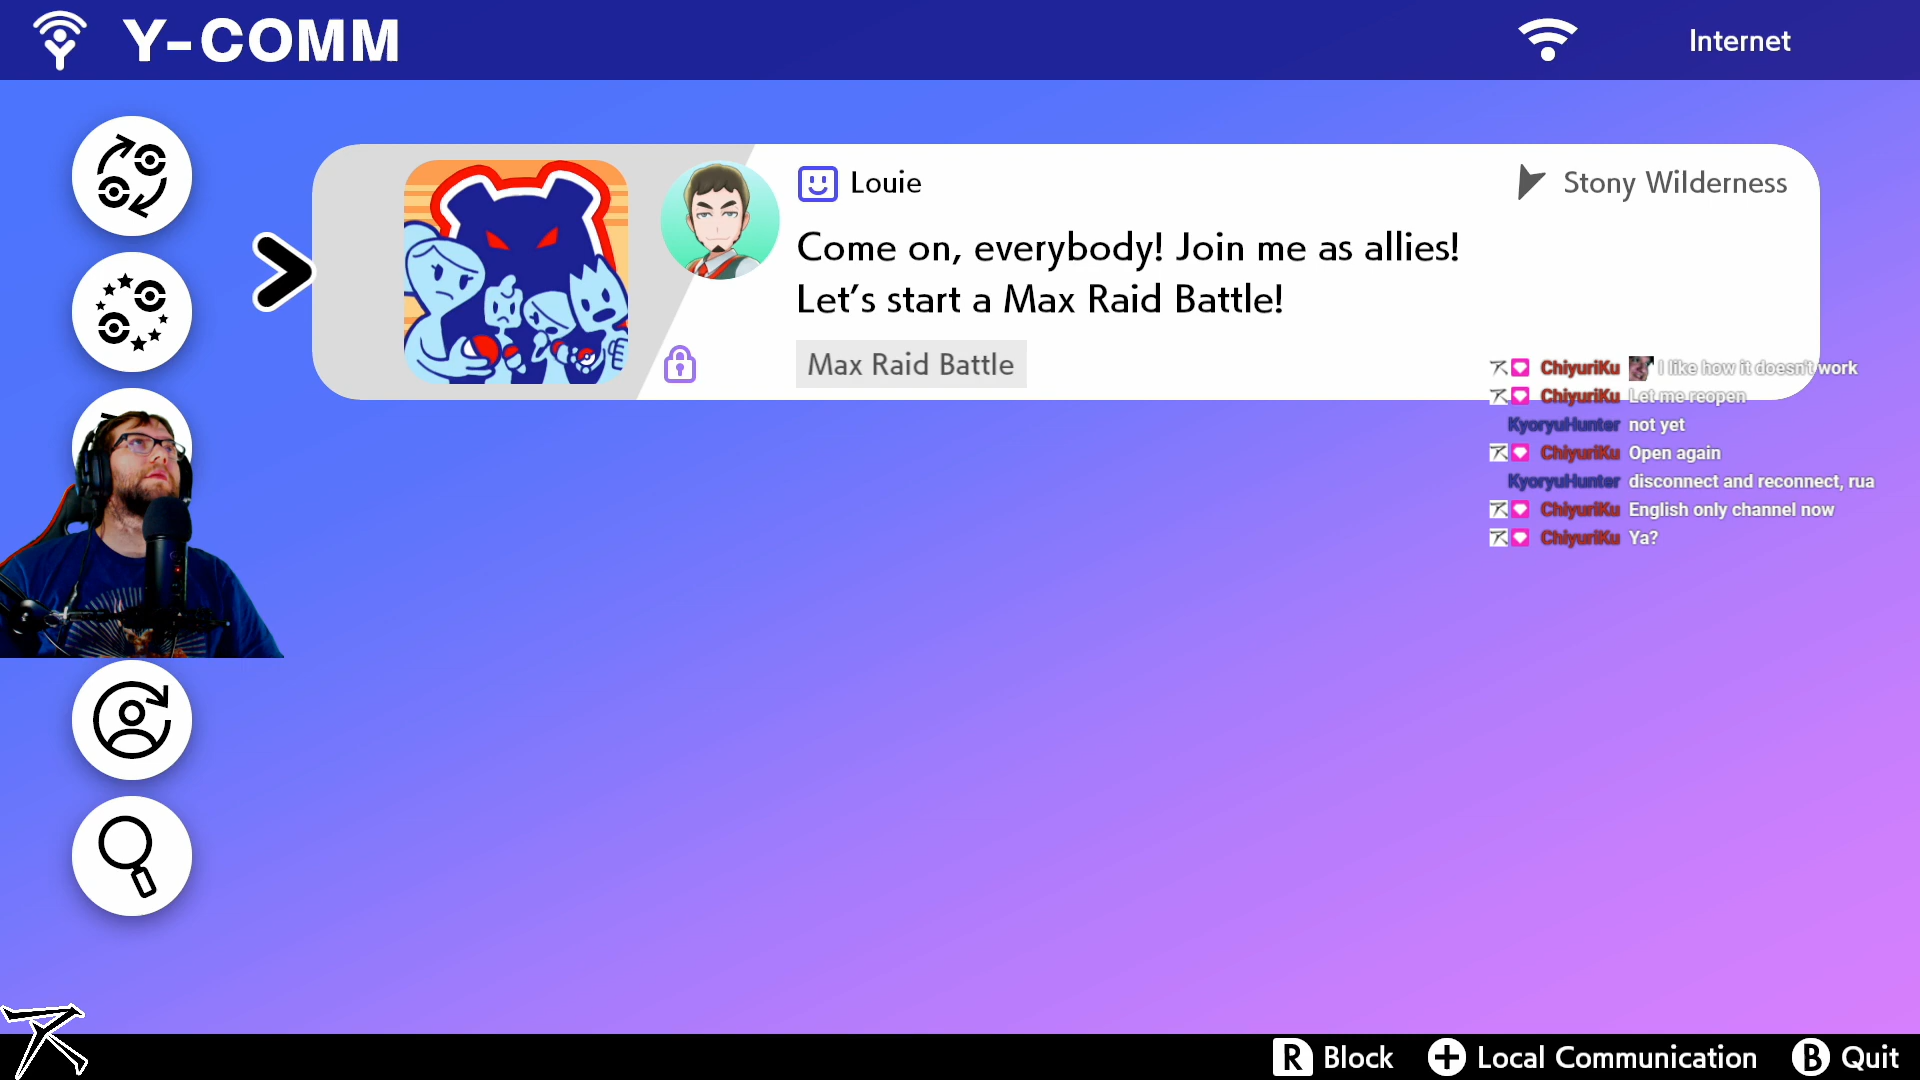 Y-COMM
Internet
Louie
Stony Wilderness
Come on, everybody! Join me as allies!
Let's start a Max Raid Battle!
Max Raid Battle
ChiyuriKu I like how it doesn't work
ChiyuriKu Let me reopen
KyoryuHunter not yet
ChiyuriKu Open again
KyoryuHunter disconnect and reconnect, rua
ChiyuriKu English only channel now
ChiyuriKu Ya?
R Block
+ Local Communication
B Quit